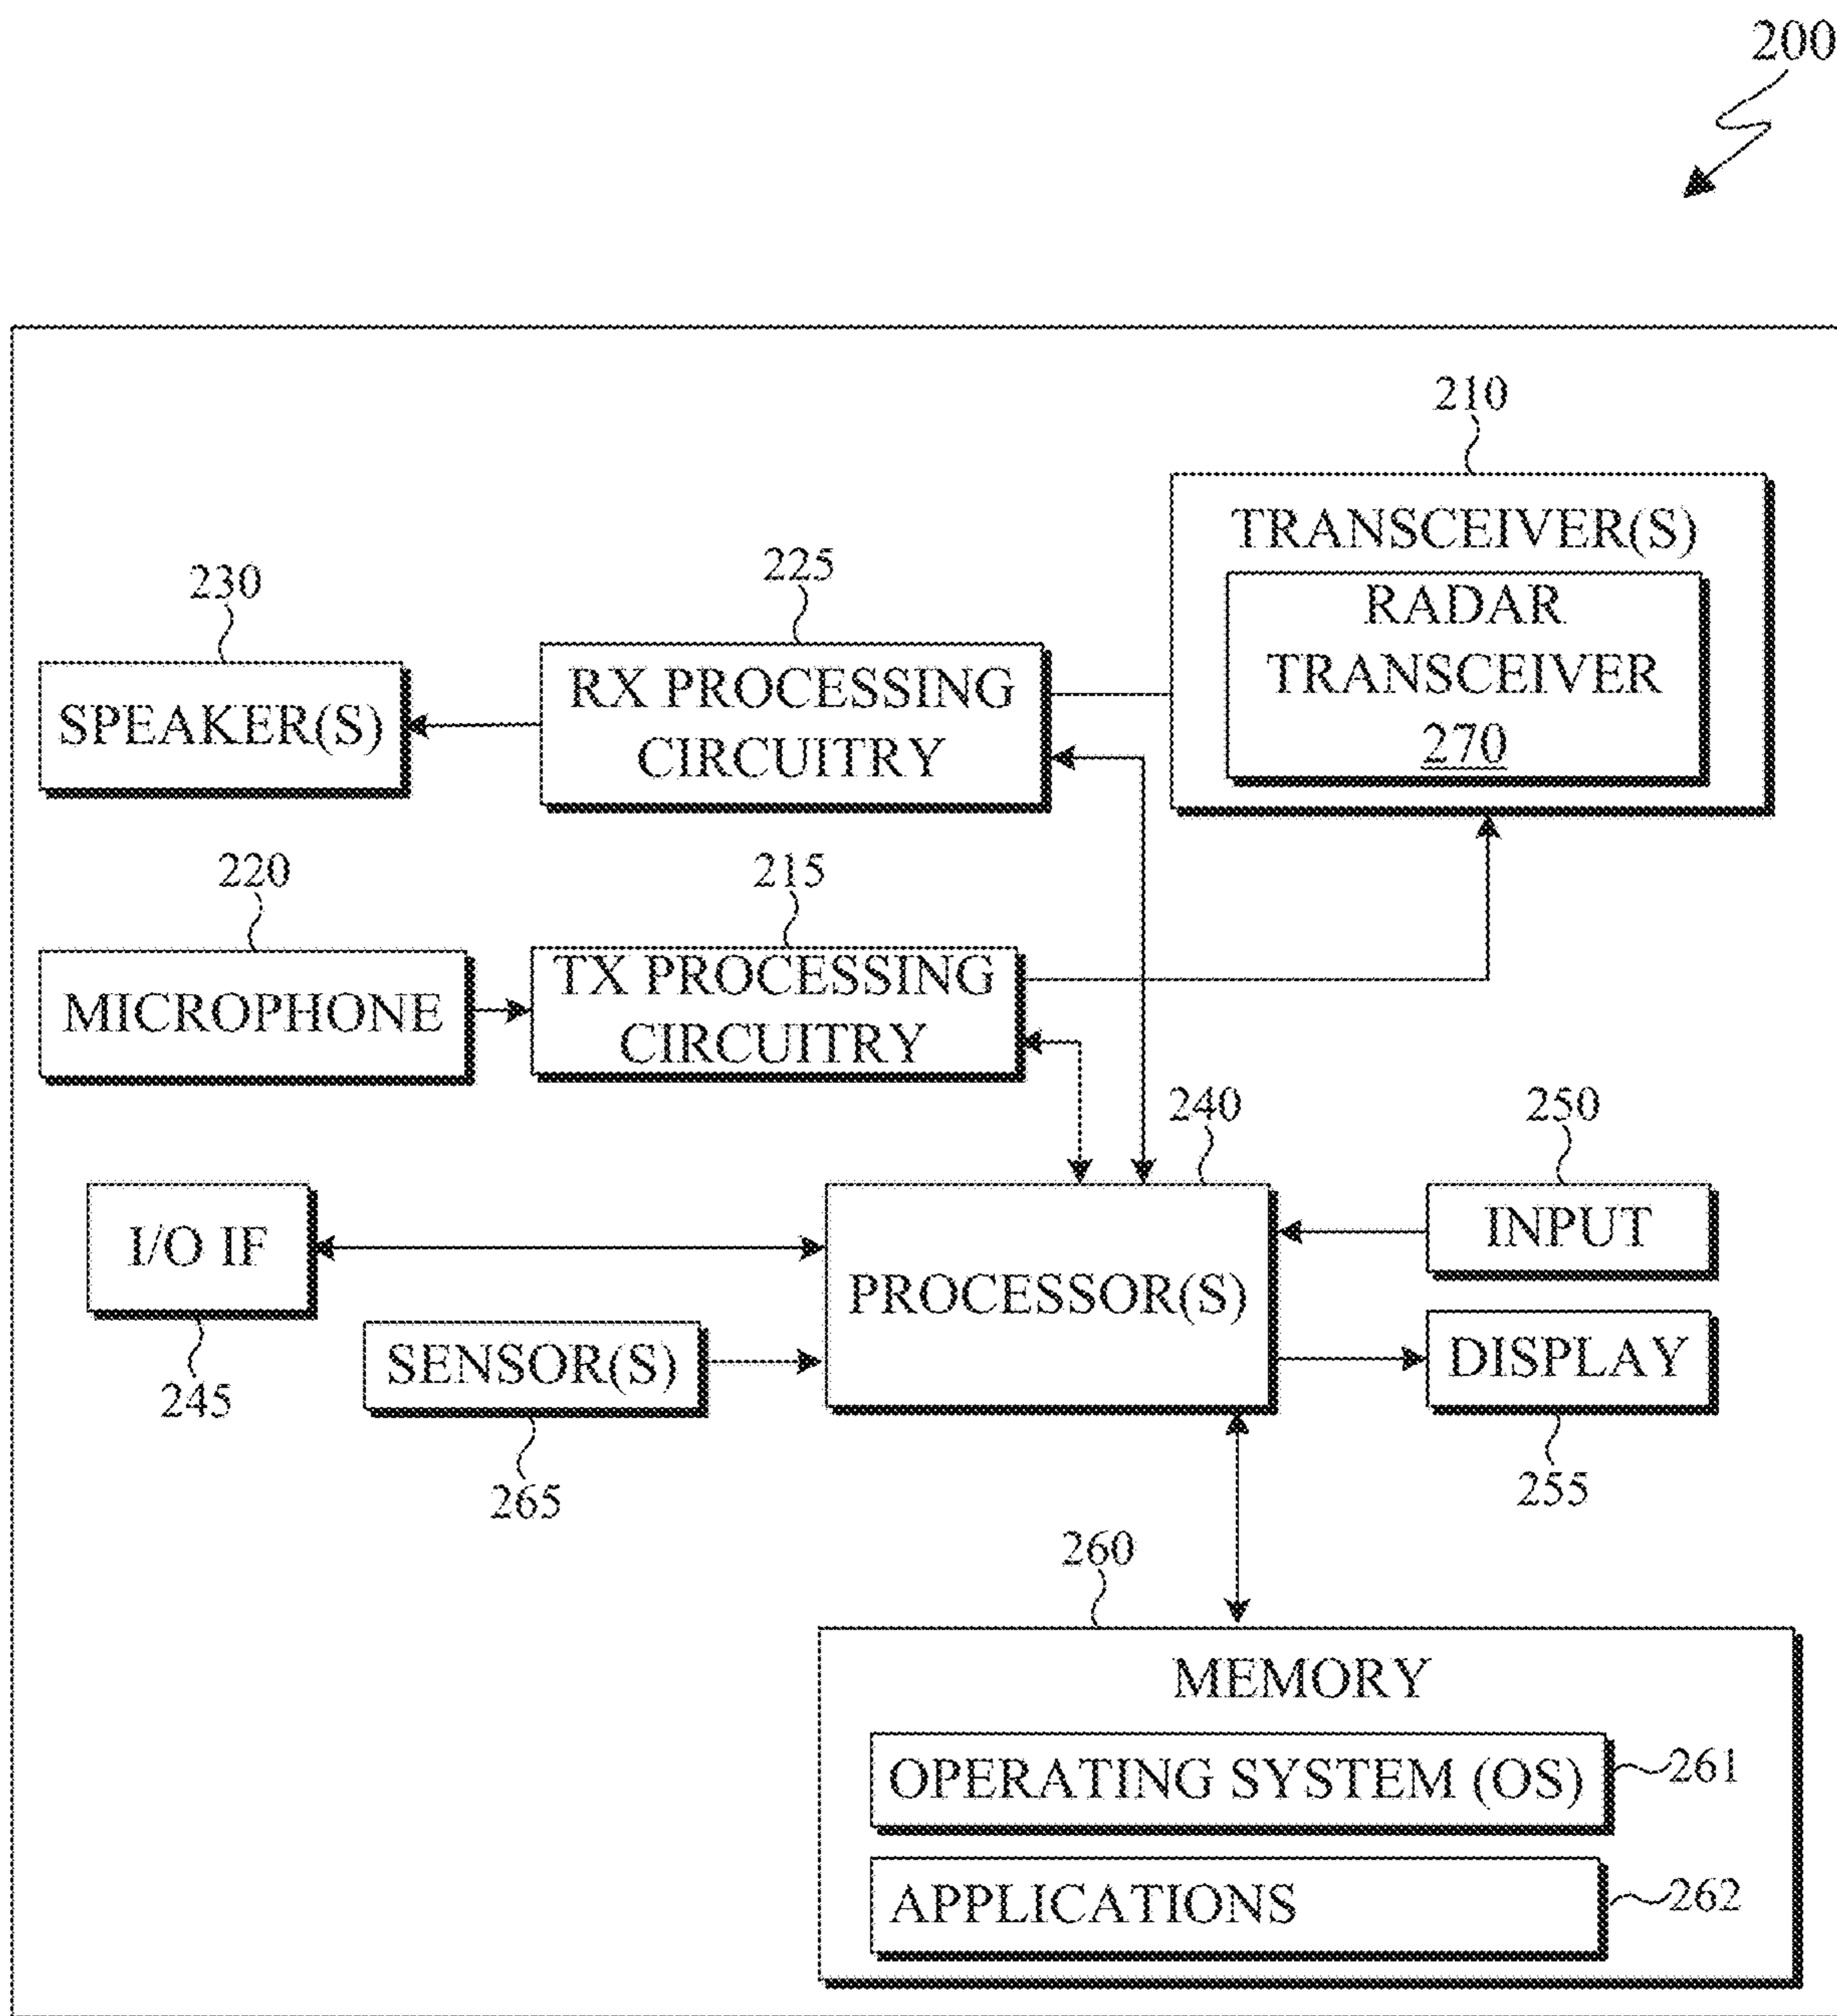 200
210
TRANSCEIVER(S)
RADAR
TRANSCEIVER
270
225
RX PROCESSING
CIRCUITRY
230
SPEAKER(S)
220
MICROPHONE
215
TX PROCESSING
CIRCUITRY
240
PROCESSOR(S)
250
INPUT
I/O IF
245
SENSOR(S)
265
DISPLAY
255
260
MEMORY
OPERATING SYSTEM (OS)
261
APPLICATIONS
262